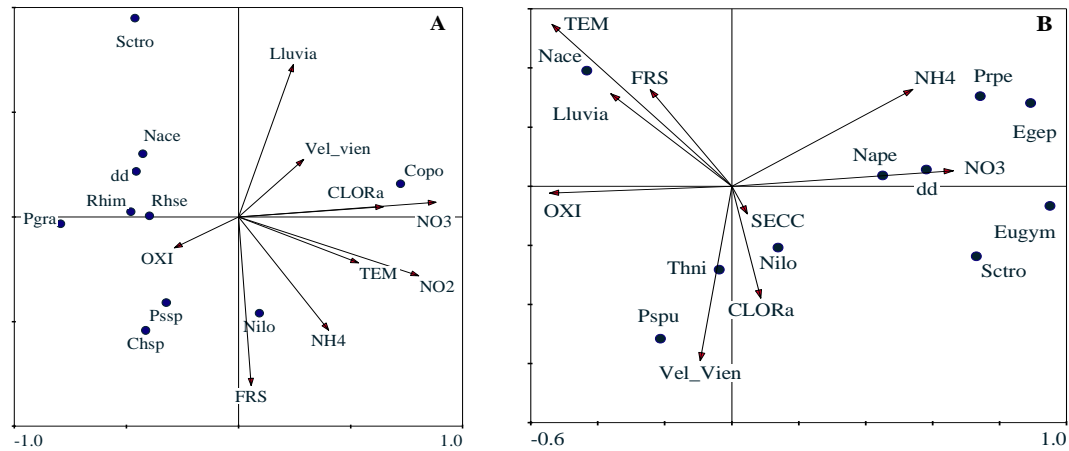 A
Sctro
Lluvia
Nace
Vel_vien
dd
Copo
CLORa
Rhim
Rhse
Pgra
NO3
OXI
TEM
NO2
Pssp
Nilo
Chsp
NH4
FRS
-1.0
1.0
B
TEM
Nace
FRS
NH4
Prpe
Lluvia
Egep
Nape
NO3
dd
OXI
SECC
Eugym
Thni
Nilo
Sctro
CLORa
Pspu
Vel_Vien
-0.6
1.0